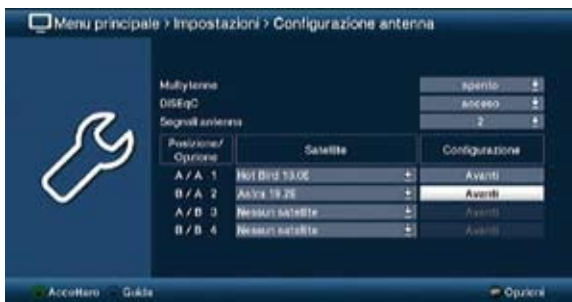 Menu principale > Impostazioni > Configurazione antenna
Multytenne spento
DiSEqC acceso
Segnali antenna 2
Posizione/Opzione Satellite Configurazione
A / A 1 Hot Bird 13.0E Avanti
B / A 2 Astra 19.2E Avanti
A / B 3 Nessun satellite Avanti
B / B 4 Nessun satellite Avanti
Accettare Guida Opzioni